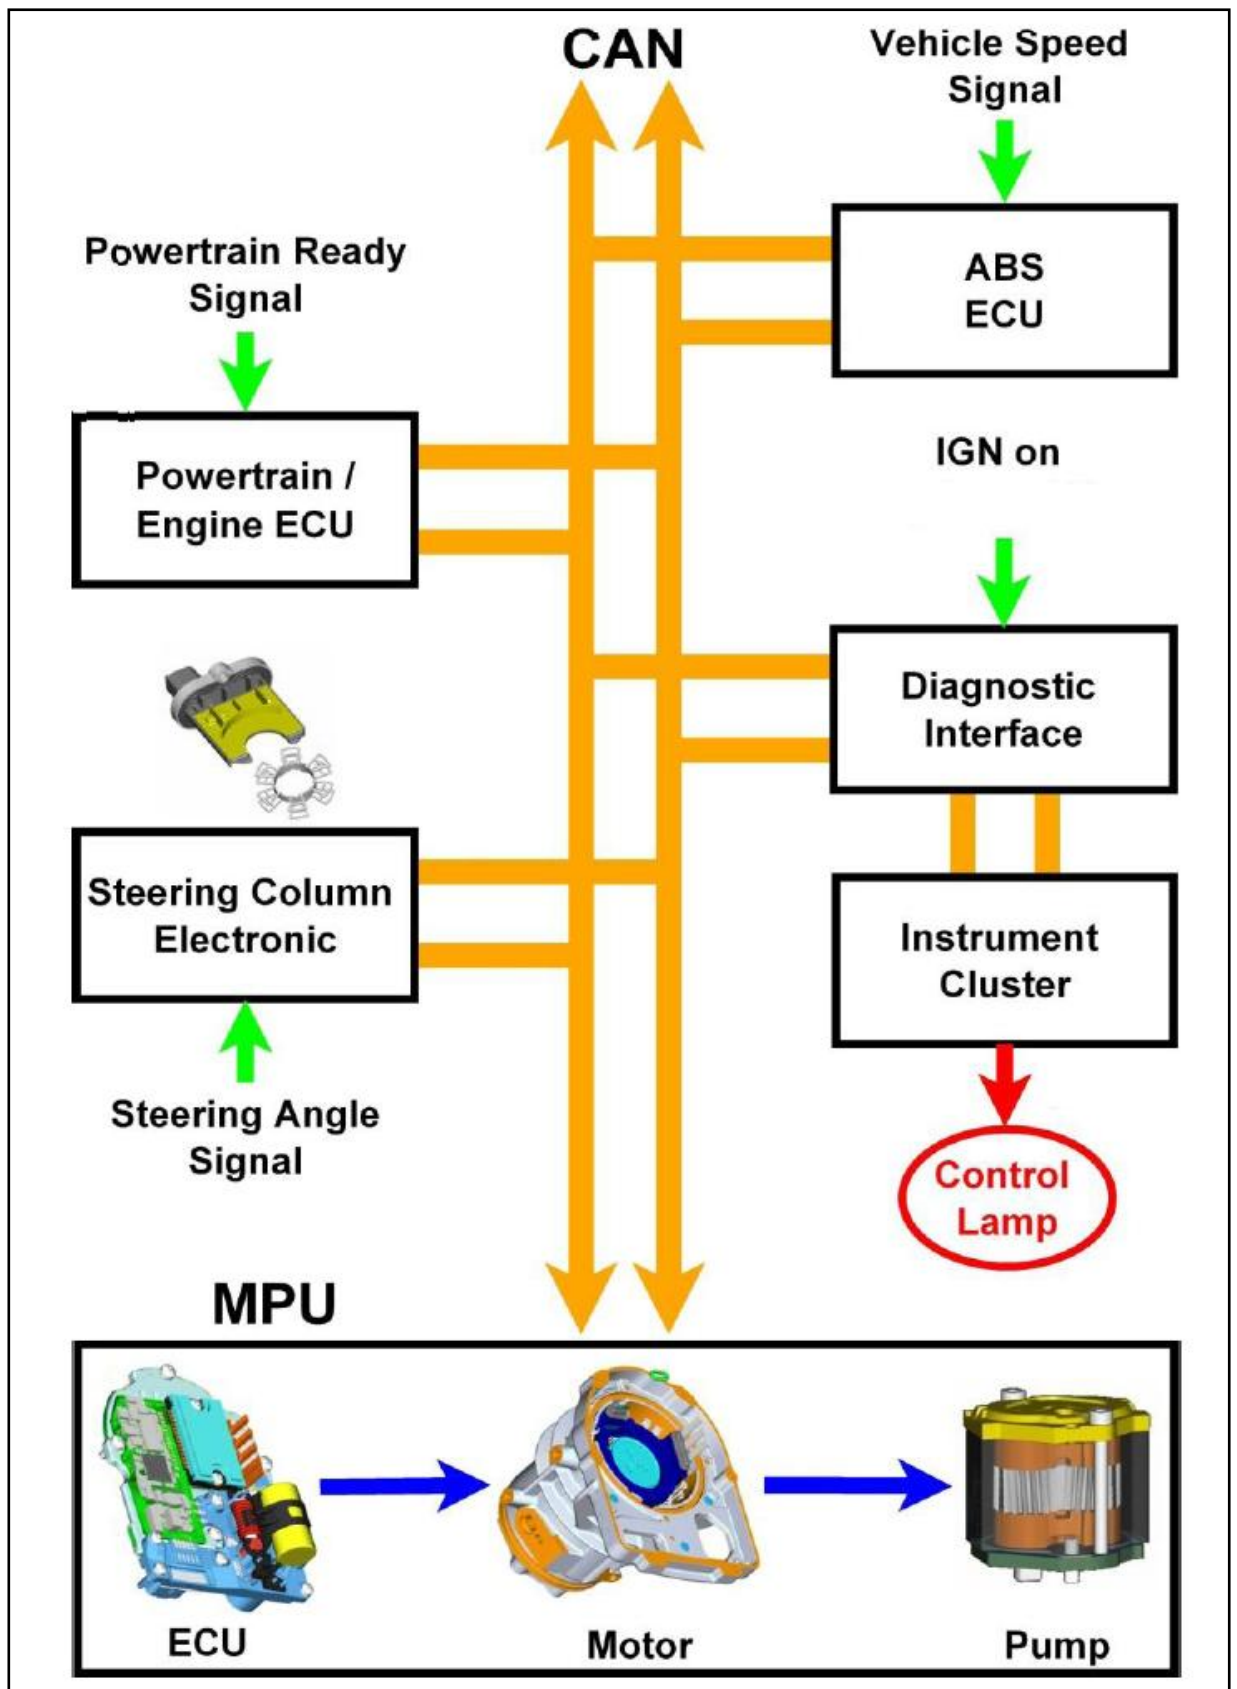 CAN
Vehicle Speed
Signal
Powertrain Ready
Signal
ABS
ECU
Powertrain /
Engine ECU
IGN on
Diagnostic
Interface
Steering Column
Electronic
Instrument
Cluster
Steering Angle
Signal
Control
Lamp
MPU
ECU
Motor
Pump